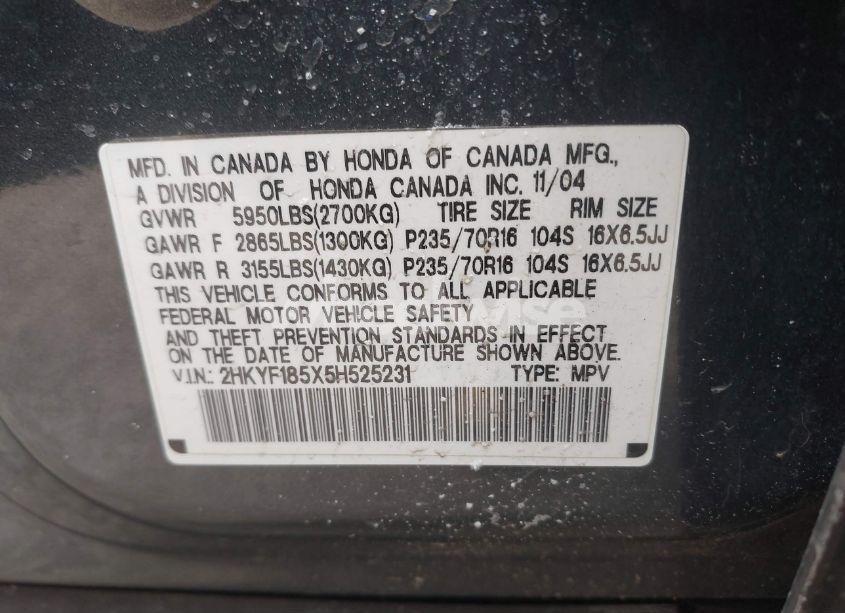 MFD. IN CANADA BY HONDA OF CANADA MFG.,
A DIVISION OF HONDA CANADA INC. 11/04
GVWR 5950LBS(2700KG) TIRE SIZE RIM SIZE
GAWR F 2865LBS(1300KG) P235/70R16 104S 16X6.5JJ
GAWR R 3155LBS(1430KG) P235/70R16 104S 16X6.5JJ
THIS VEHICLE CONFORMS TO ALL APPLICABLE
FEDERAL MOTOR VEHICLE SAFETY
AND THEFT PREVENTION STANDARDS IN EFFECT
ON THE DATE OF MANUFACTURE SHOWN ABOVE.
V.I.N.: 2HKYF185X5H525231 TYPE: MPV